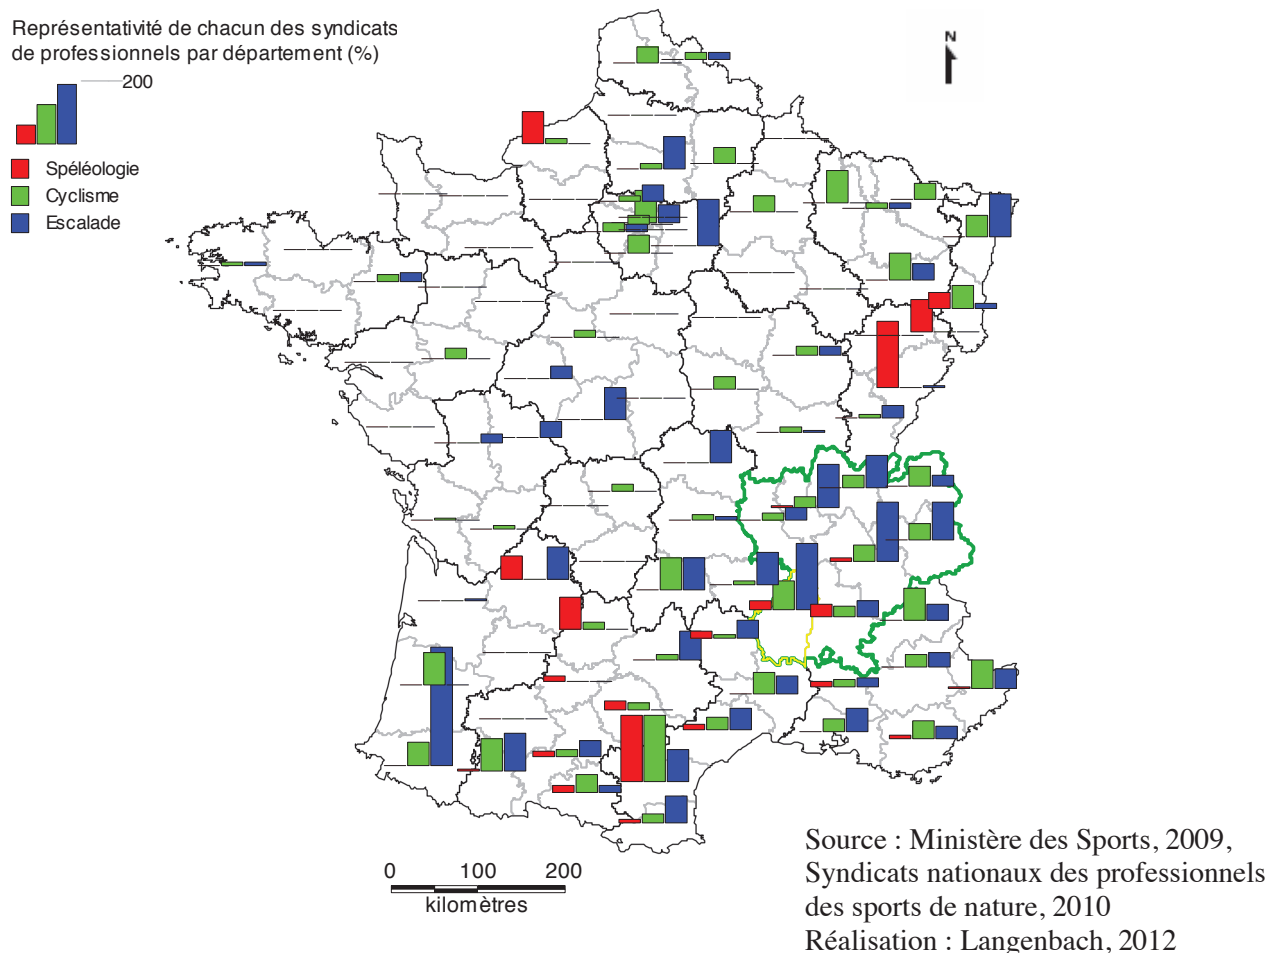 Représentativité de chacun des syndicats
de professionnels par département (%)
200
Spéléologie
Cyclisme
Escalade
N
0 100 200
kilomètres
Source : Ministère des Sports, 2009,
Syndicats nationaux des professionnels
des sports de nature, 2010
Réalisation : Langenbach, 2012